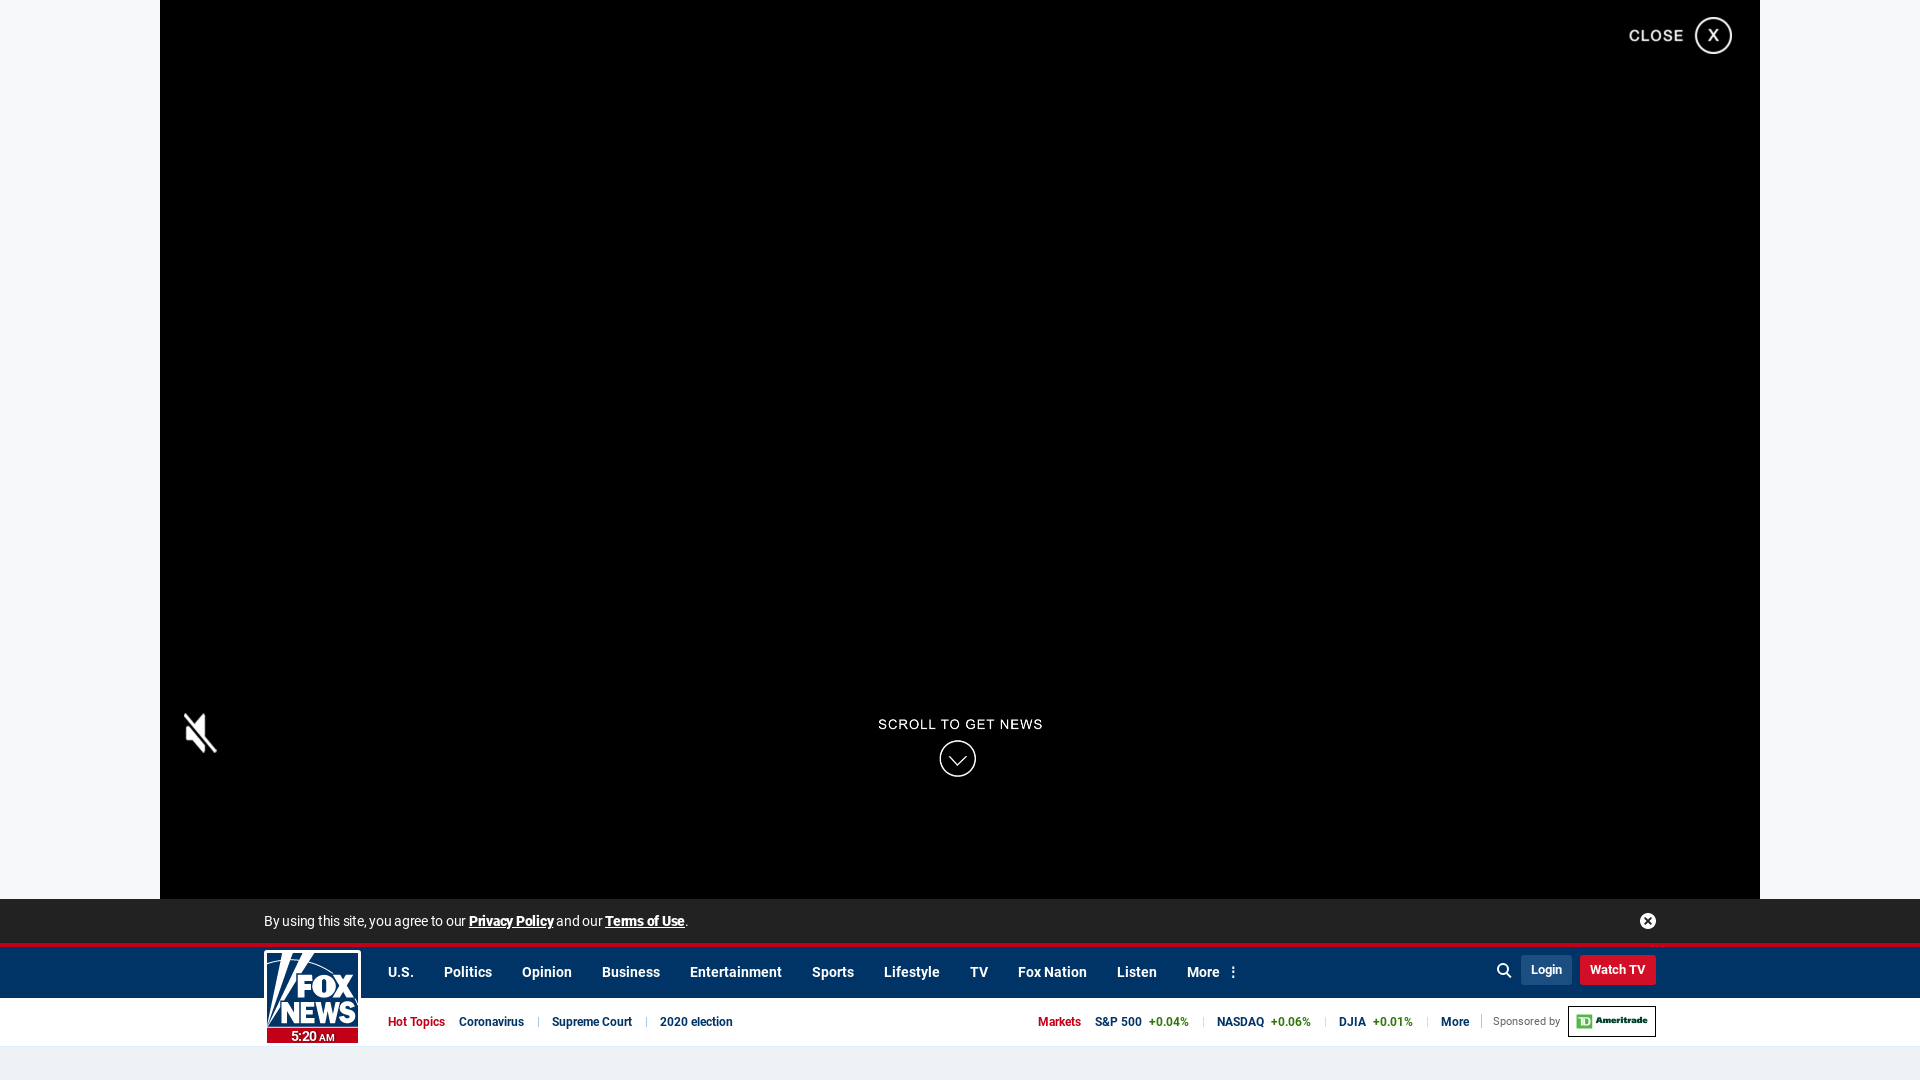 CLOSE X
SCROLL TO GET NEWS
By using this site, you agree to our Privacy Policy and our Terms of Use.
FOX NEWS
5:20 AM
U.S. Politics Opinion Business Entertainment Sports Lifestyle TV Fox Nation Listen More
Login Watch TV
Hot Topics Coronavirus Supreme Court 2020 election
Markets S&P 500 +0.04% NASDAQ +0.06% DJIA +0.01% More Sponsored by TD Ameritrade